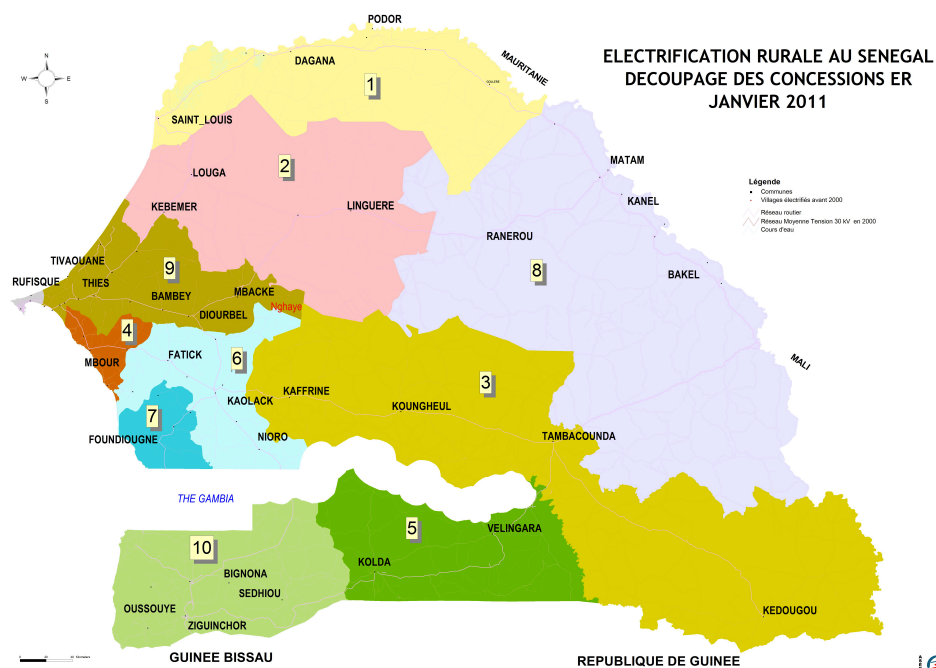 ELECTRIFICATION RURALE AU SENEGAL
DECOUPAGE DES CONCESSIONS ER
JANVIER 2011
N
W
E
S
PODOR
DAGANA
MAURITANIE
1
SAINT_LOUIS
2
LOUGA
MATAM
KANEL
KEBEMER
LINGUERE
RANEROU
Légende
Communes
Villages électrifiés avant 2000
Réseau routier
Réseau Moyenne Tension 30 kV en 2000
Cours d'eau
TIVAOUANE
9
8
BAKEL
RUFISQUE
THIES
BAMBEY
MBACKE
Nghaye
DIOURBEL
4
MBOUR
FATICK
6
MALI
KAFFRINE
3
KAOLACK
KOUNGHEUL
7
FOUNDIOUGNE
NIORO
TAMBACOUNDA
THE GAMBIA
5
VELINGARA
10
KOLDA
BIGNONA
SEDHIOU
OUSSOUYE
ZIGUINCHOR
KEDOUGOU
GUINEE BISSAU
REPUBLIQUE DE GUINEE